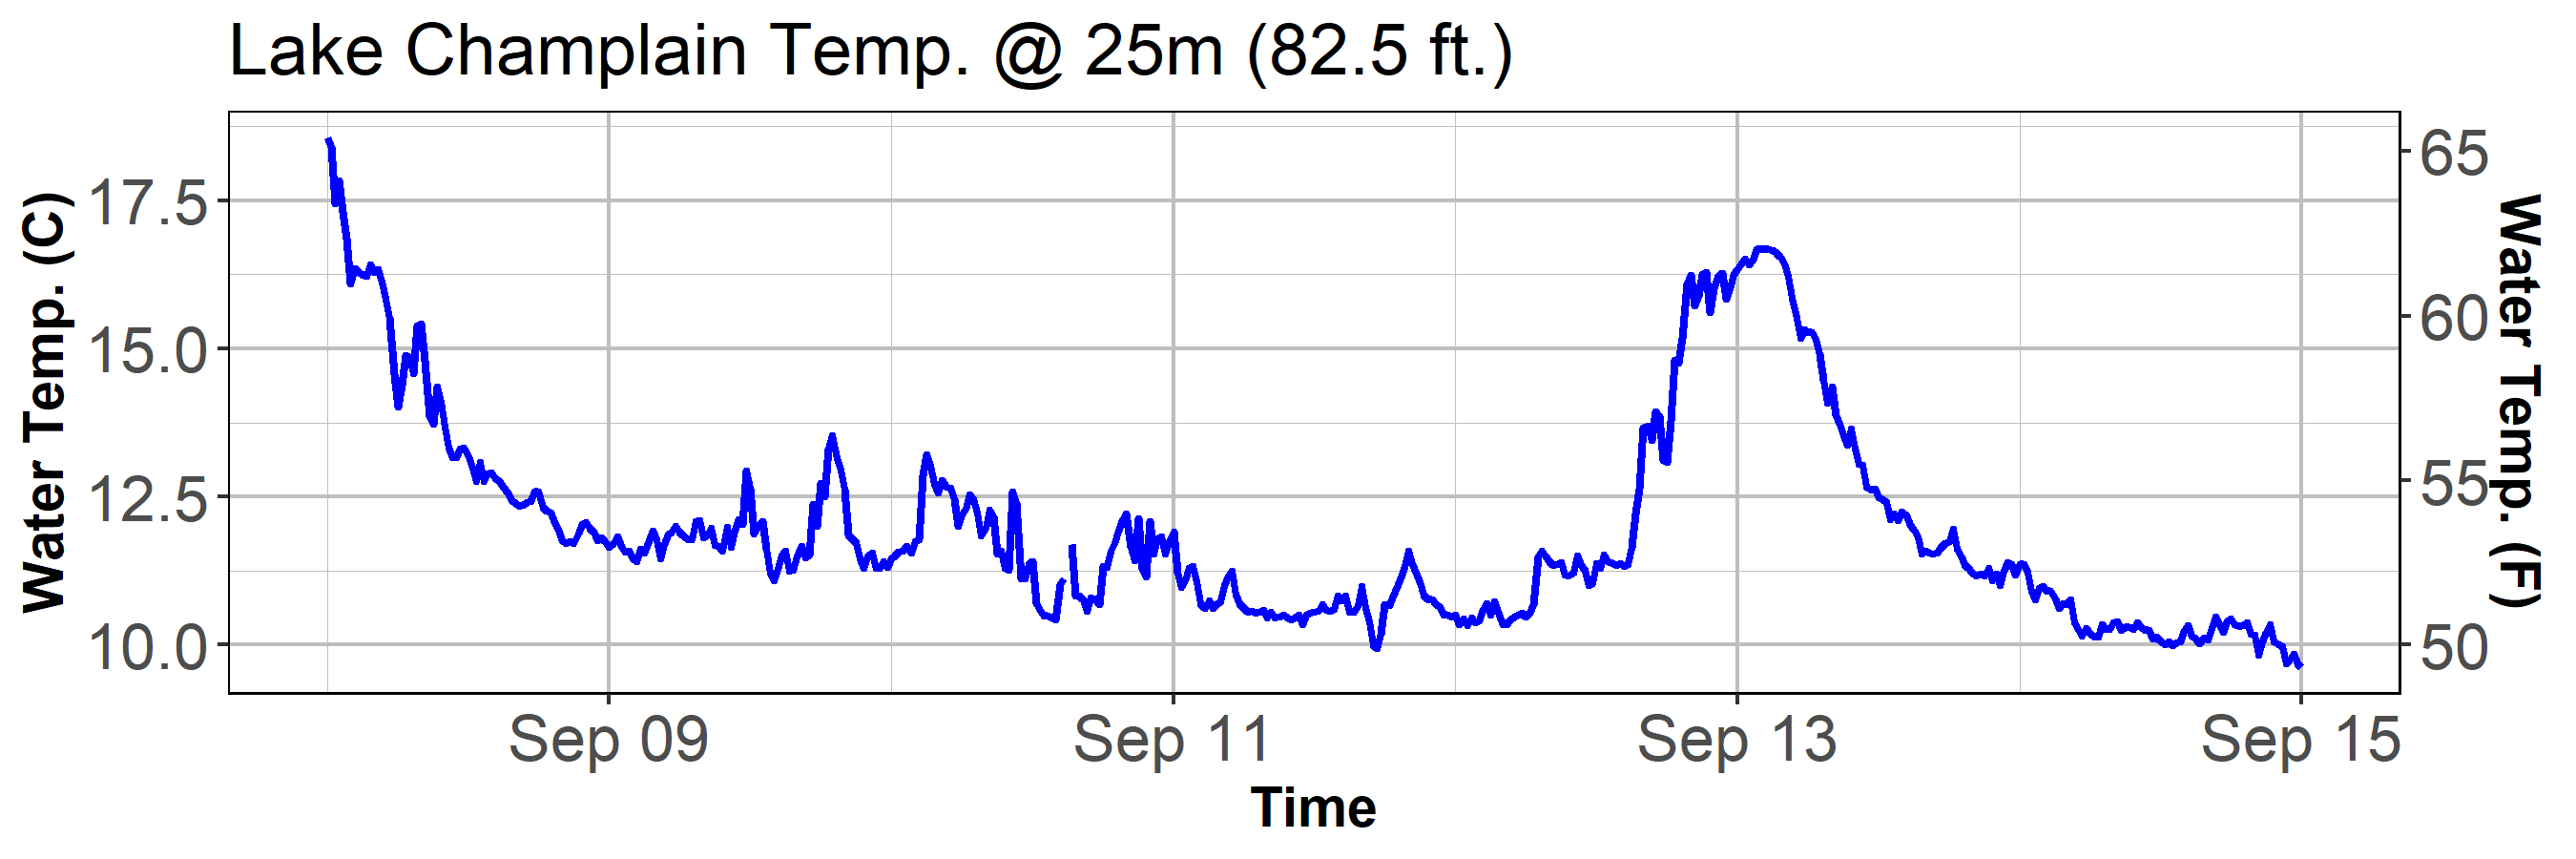 Lake Champlain Temp. @ 25m (82.5 ft.)
Water Temp. (C)
17.5
15.0
12.5
10.0
65
60
55
50
Water Temp. (F)
Sep 09
Sep 11
Sep 13
Sep 15
Time